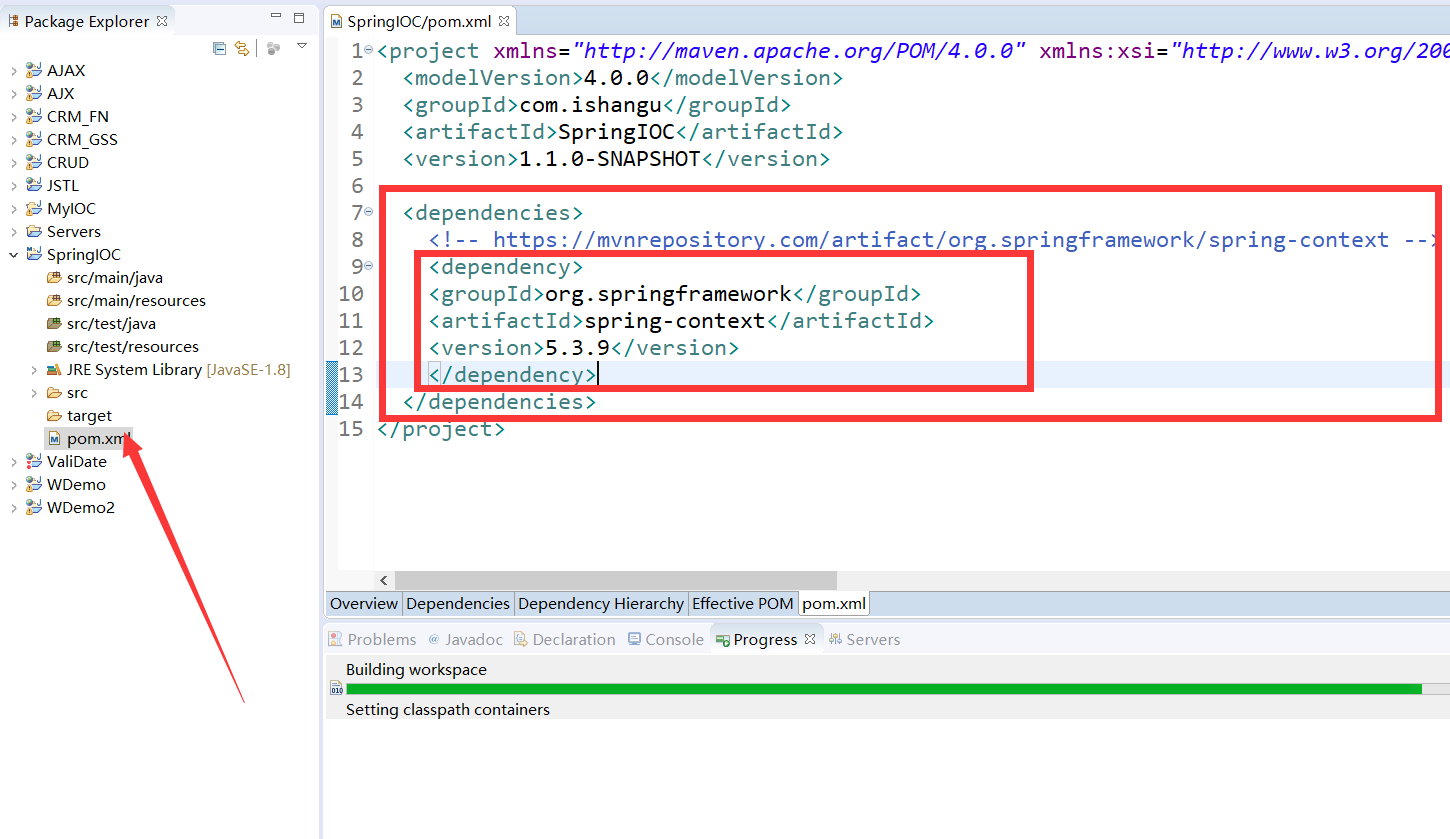 Package Explorer
AJAX
AJX
CRM_FN
CRM_GSS
CRUD
JSTL
MyIOC
Servers
SpringIOC
src/main/java
src/main/resources
src/test/java
src/test/resources
JRE System Library [JavaSE-1.8]
src
target
pom.xml
ValiDate
WDemo
WDemo2
SpringIOC/pom.xml
1 <project xmlns="http://maven.apache.org/POM/4.0.0" xmlns:xsi="http://www.w3.org/200
2 <modelVersion>4.0.0</modelVersion>
3 <groupId>com.ishangu</groupId>
4 <artifactId>SpringIOC</artifactId>
5 <version>1.1.0-SNAPSHOT</version>
6
7 <dependencies>
8 <!-- https://mvnrepository.com/artifact/org.springframework/spring-context -->
9 <dependency>
10 <groupId>org.springframework</groupId>
11 <artifactId>spring-context</artifactId>
12 <version>5.3.9</version>
13 </dependency>
14 </dependencies>
15 </project>
Overview Dependencies Dependency Hierarchy Effective POM pom.xml
Problems @ Javadoc Declaration Console Progress Servers
Building workspace
010
Setting classpath containers